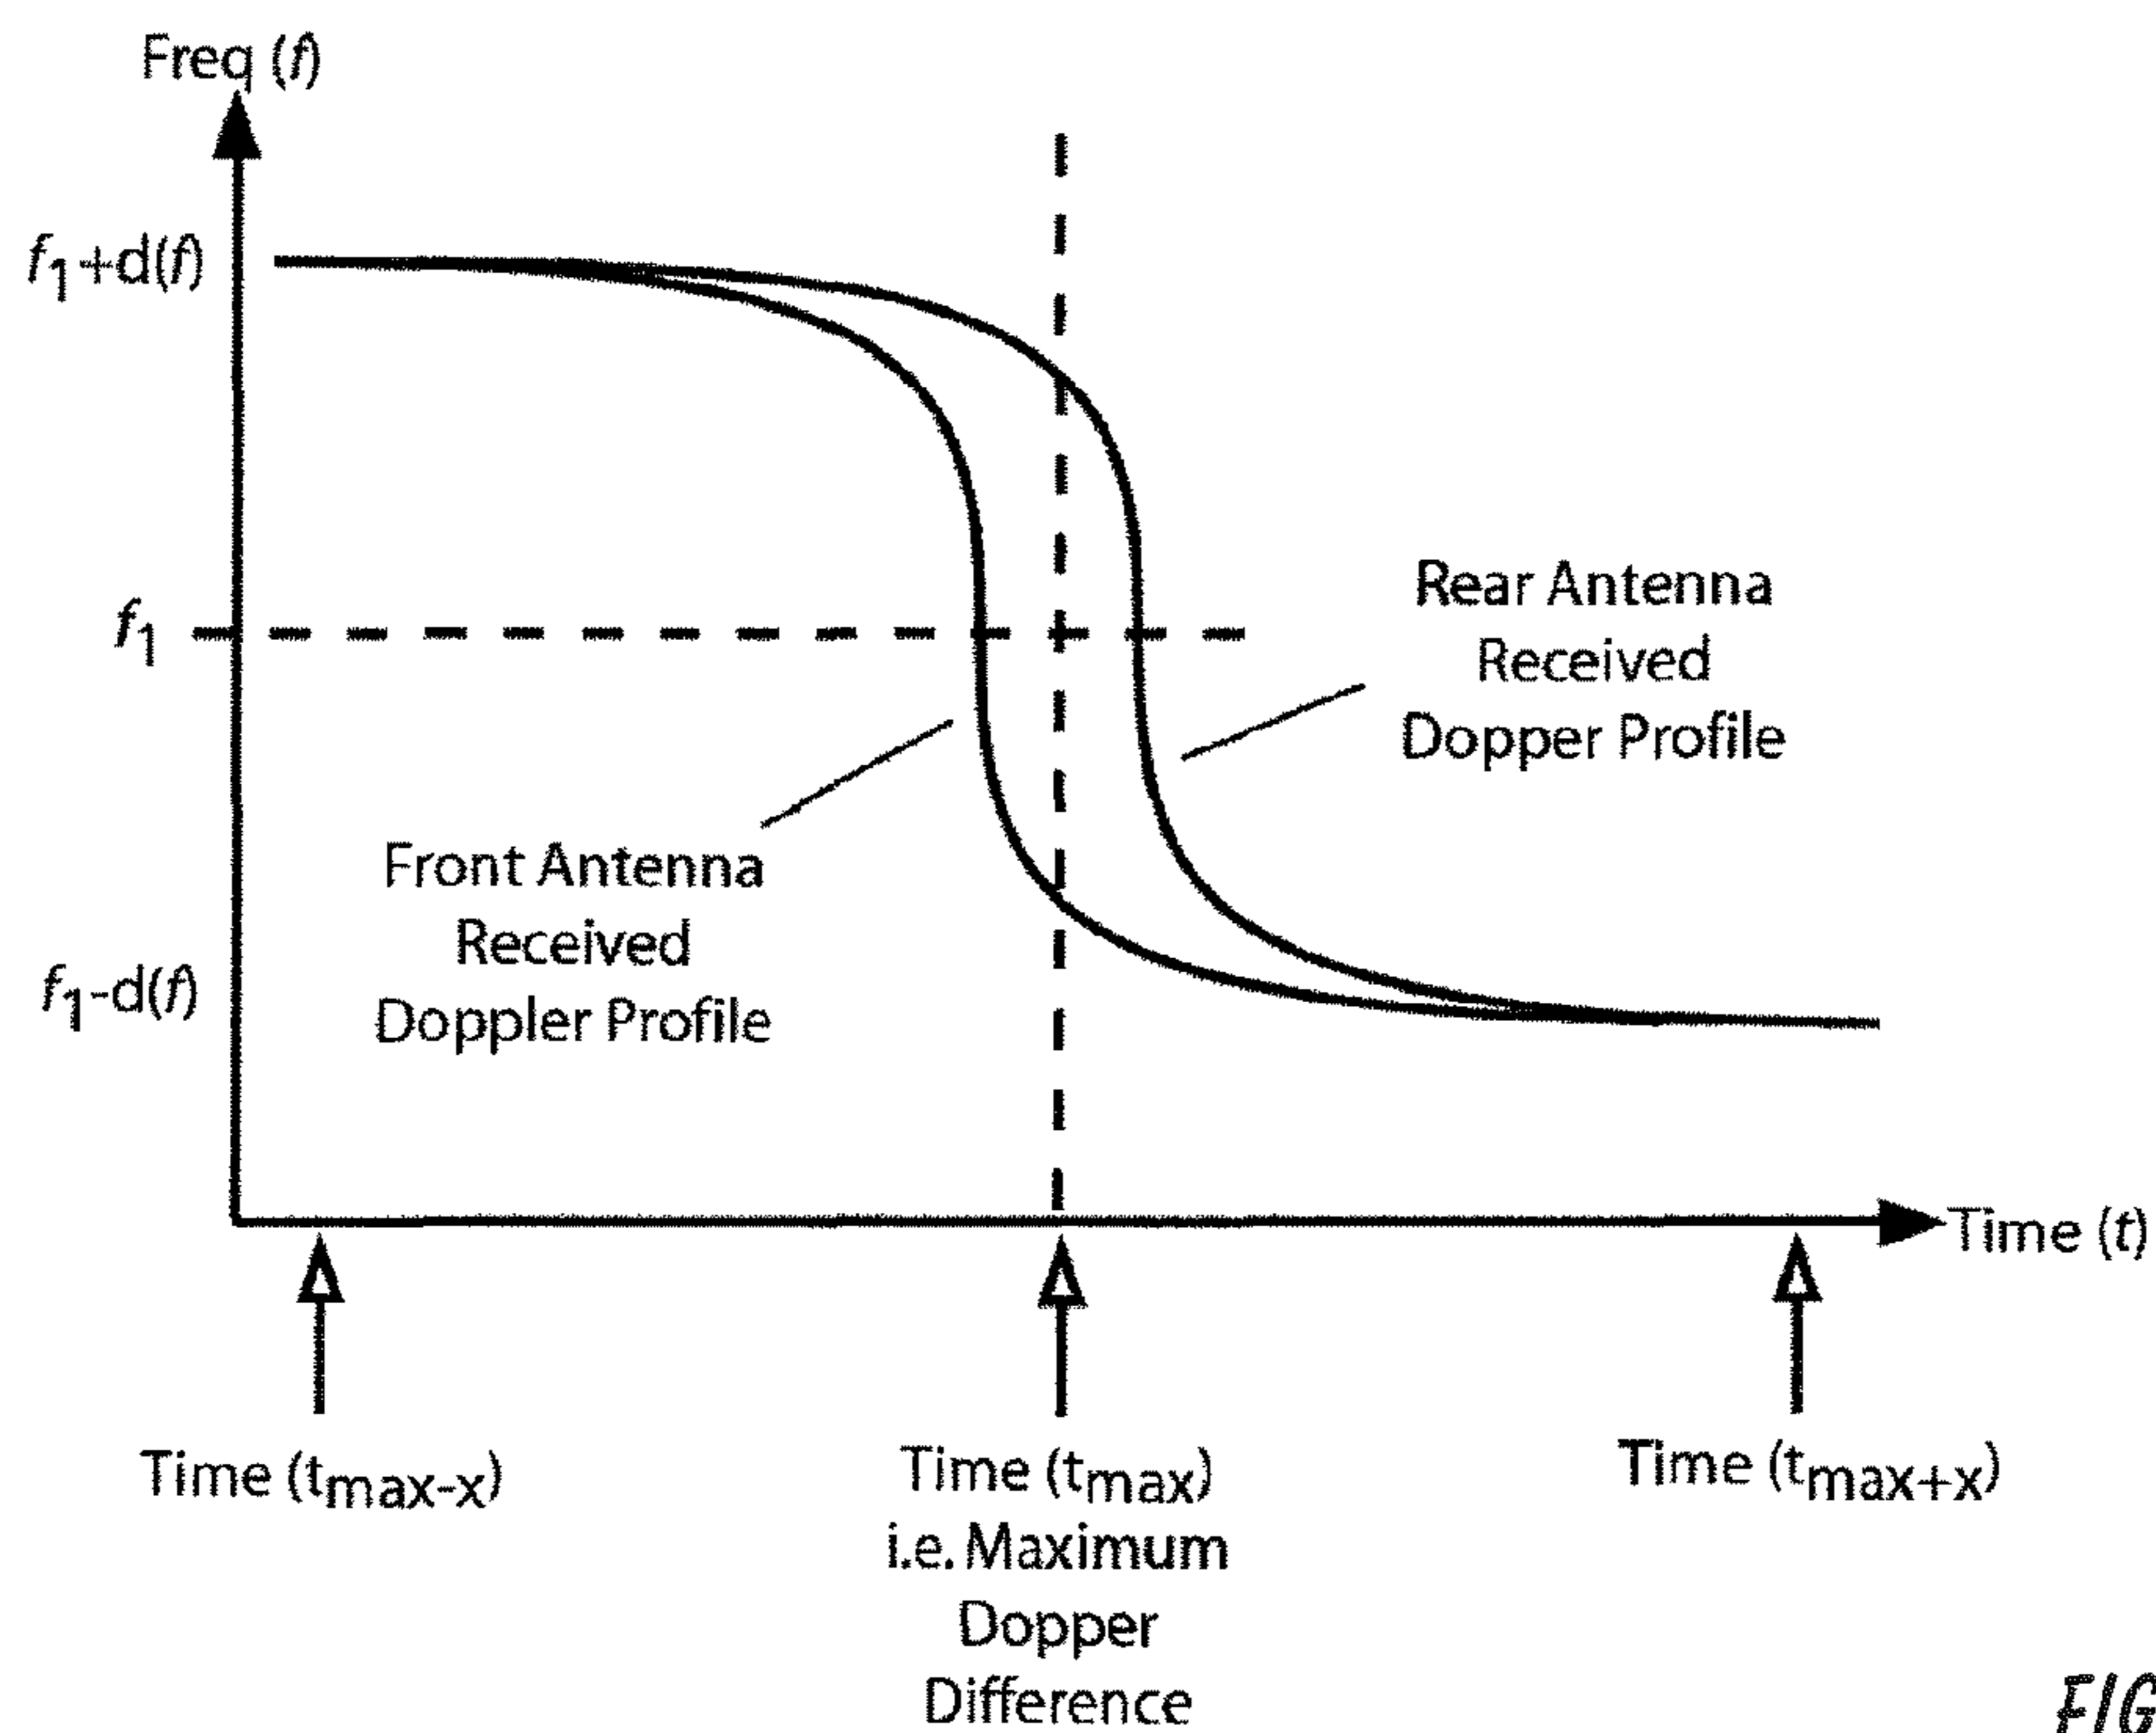 Freq (f)
f1+d(f)
f1
f1-d(f)
Rear Antenna
Received
Dopper Profile
Front Antenna
Received
Doppler Profile
Time (t)
Time (tmax-x)
Time (tmax)
i.e. Maximum
Dopper
Difference
Time (tmax+x)
FIG